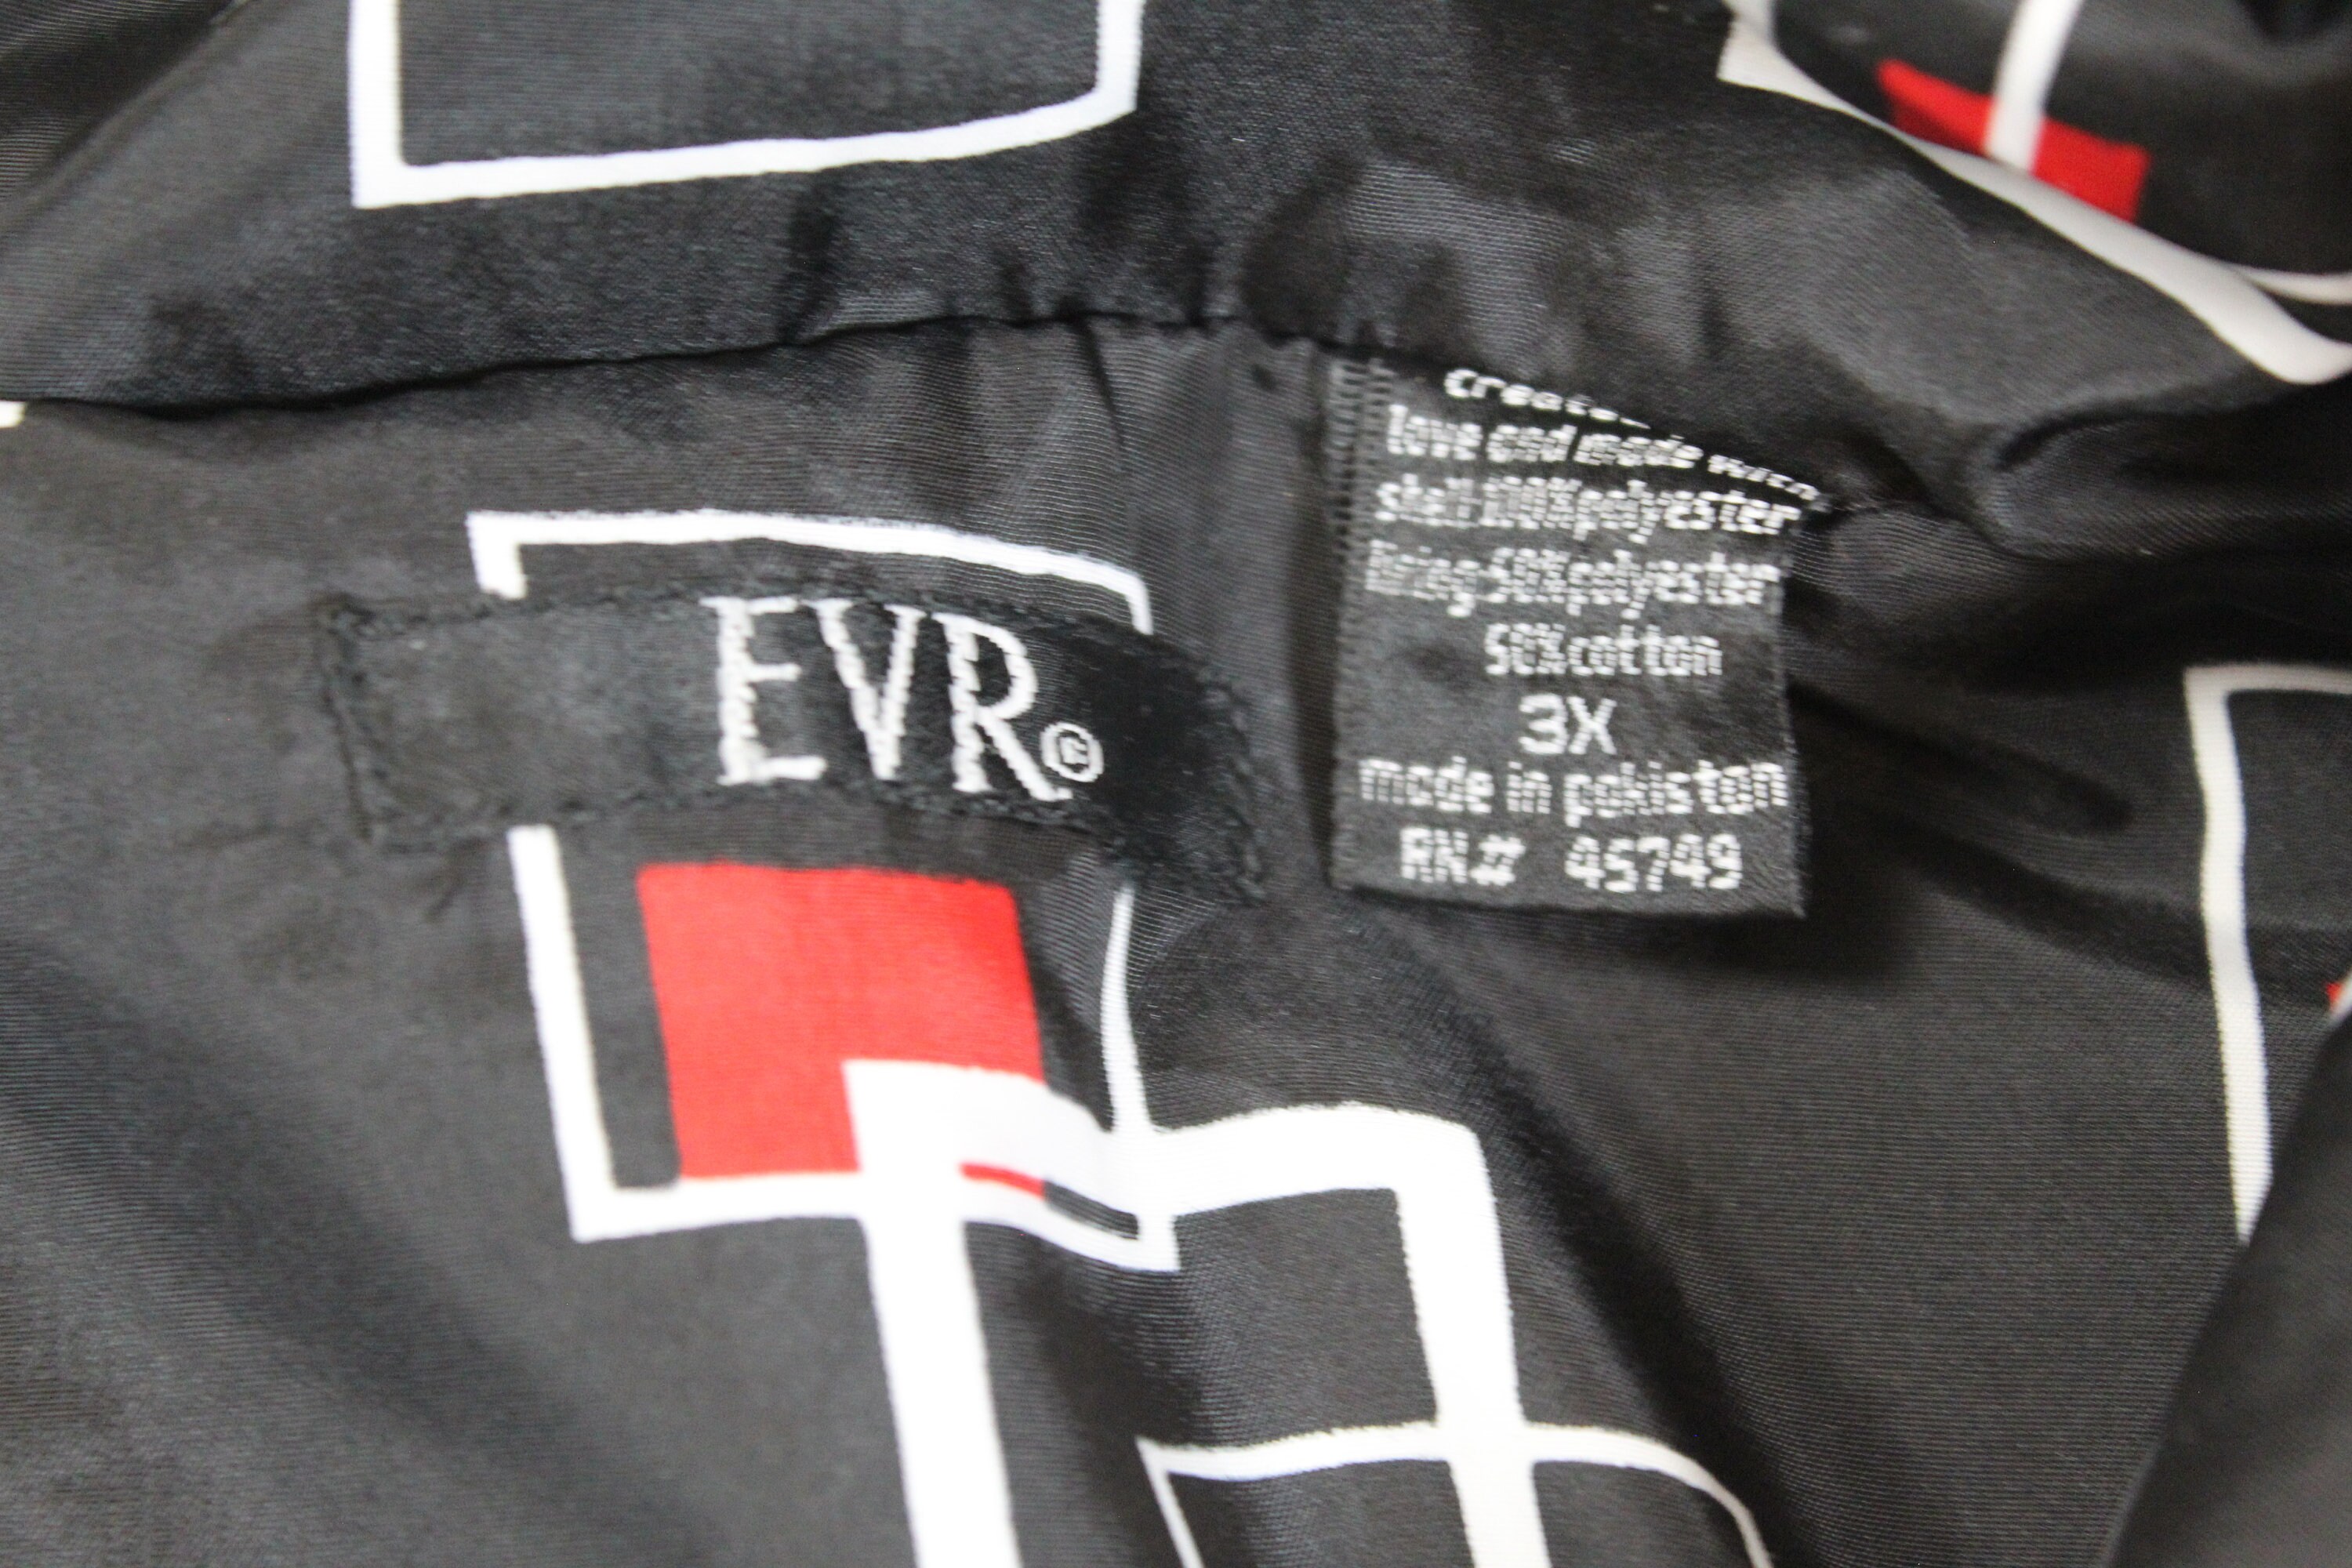 EVR©
love and made with
shell:100%polyester
lining:50%polyester
50%cotton
3X
made in pakistan
RN# 45749